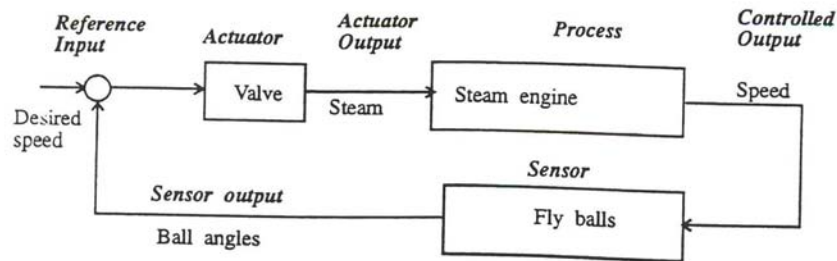 Reference
Input
Actuator
Actuator
Output
Process
Controlled
Output
Valve
Steam engine
Desired
speed
Steam
Speed
Sensor
Sensor output
Fly balls
Ball angles